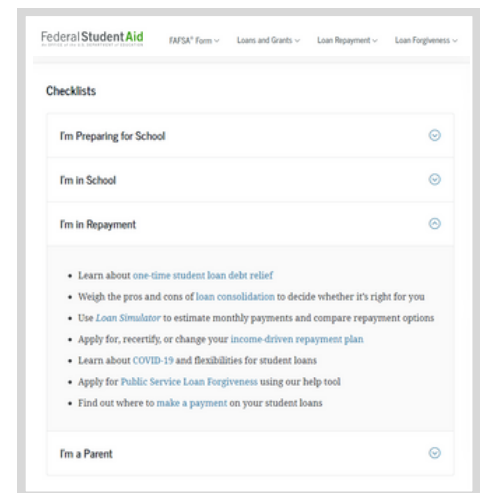 Federal Student Aid
AN OFFICE of the U.S. DEPARTMENT of EDUCATION
FAFSA® Form
Loans and Grants
Loan Repayment
Loan Forgiveness
Checklists
I'm Preparing for School
I'm in School
I'm in Repayment
• Learn about one-time student loan debt relief
• Weigh the pros and cons of loan consolidation to decide whether it's right for you
• Use Loan Simulator to estimate monthly payments and compare repayment options
• Apply for, recertify, or change your income-driven repayment plan
• Learn about COVID-19 and flexibilities for student loans
• Apply for Public Service Loan Forgiveness using our help tool
• Find out where to make a payment on your student loans
I'm a Parent